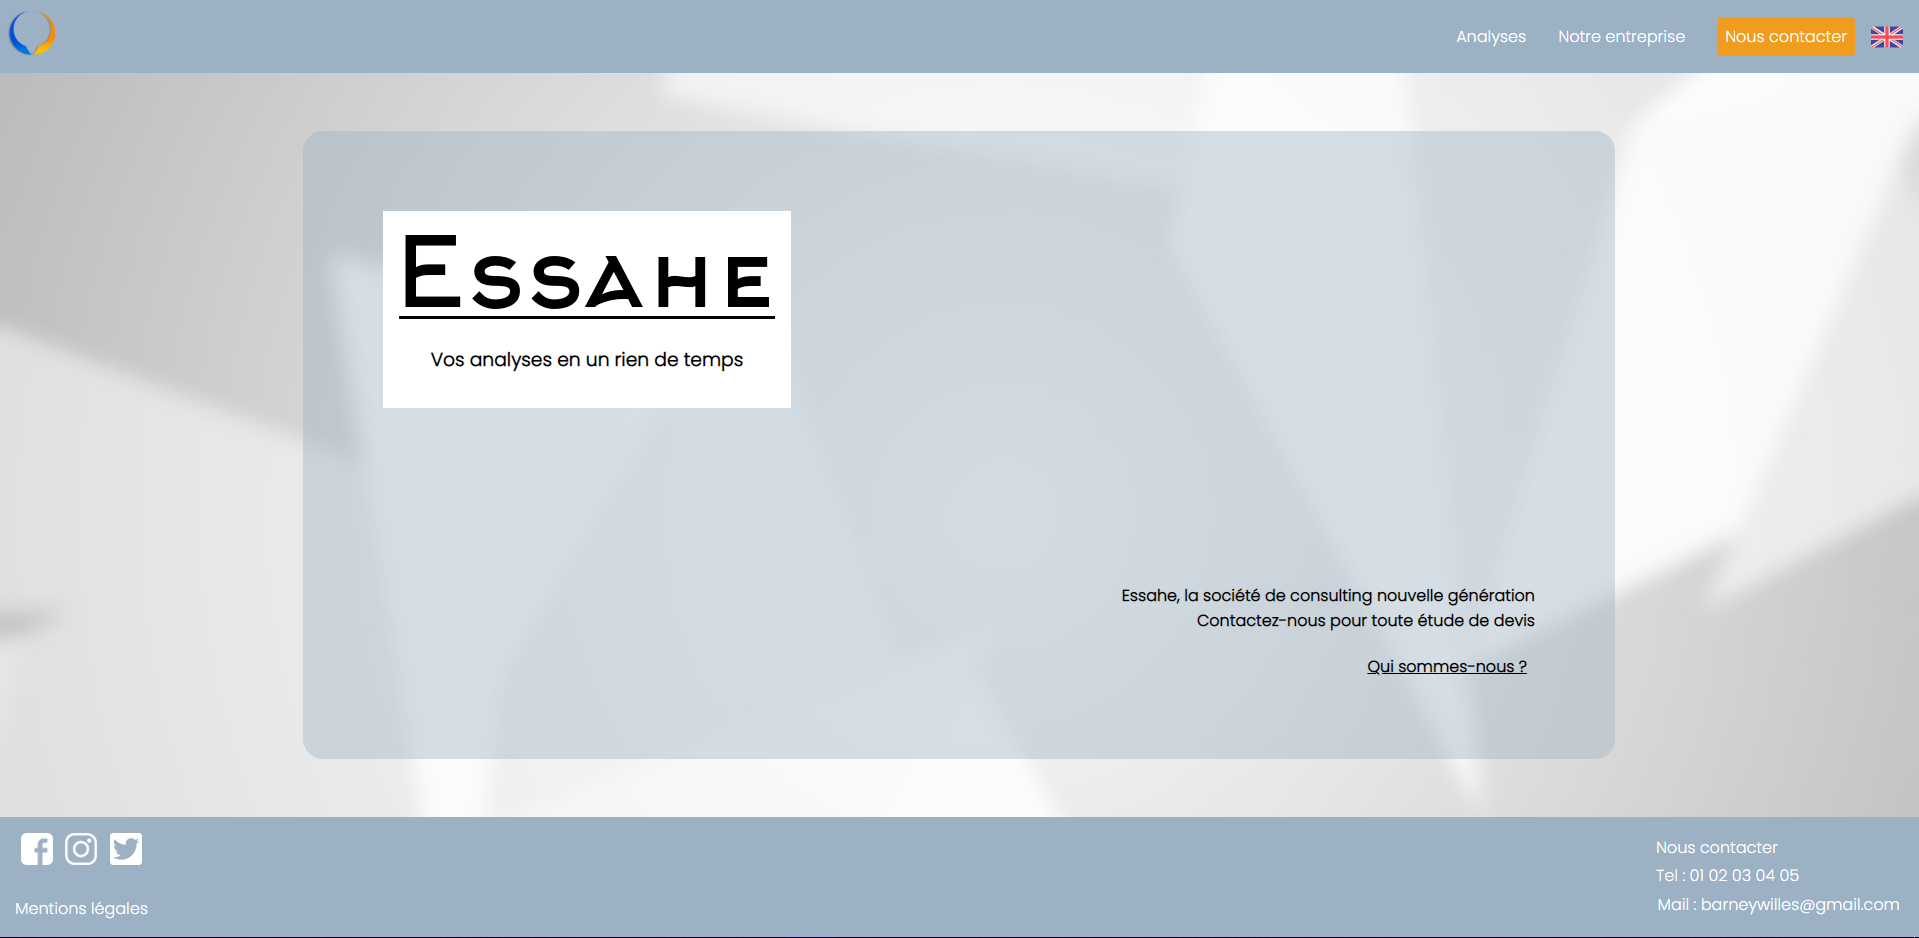 Analyses
Notre entreprise
Nous contacter
Essahe
Vos analyses en un rien de temps
Essahe, la société de consulting nouvelle génération
Contactez-nous pour toute étude de devis
Qui sommes-nous ?
Mentions légales
Nous contacter
Tel : 01 02 03 04 05
Mail : barneywilles@gmail.com